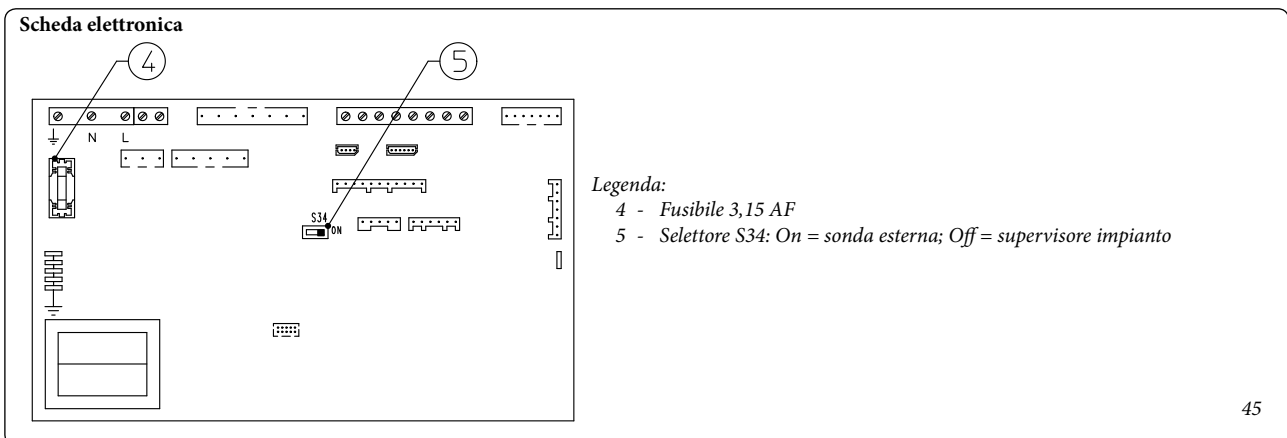 Scheda elettronica
4
5
N L
S34
ON
Legenda:
4 - Fusibile 3,15 AF
5 - Selettore S34: On = sonda esterna; Off = supervisore impianto
45